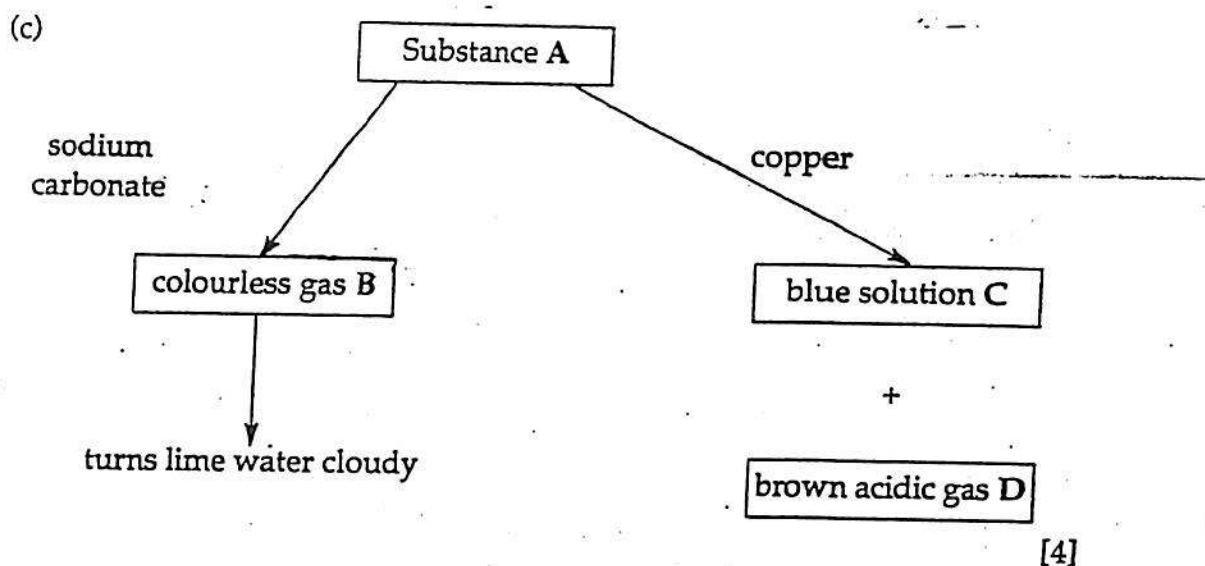 (c)
Substance A
sodium
carbonate
copper
colourless gas B
blue solution C
+
turns lime water cloudy
brown acidic gas D
[4]